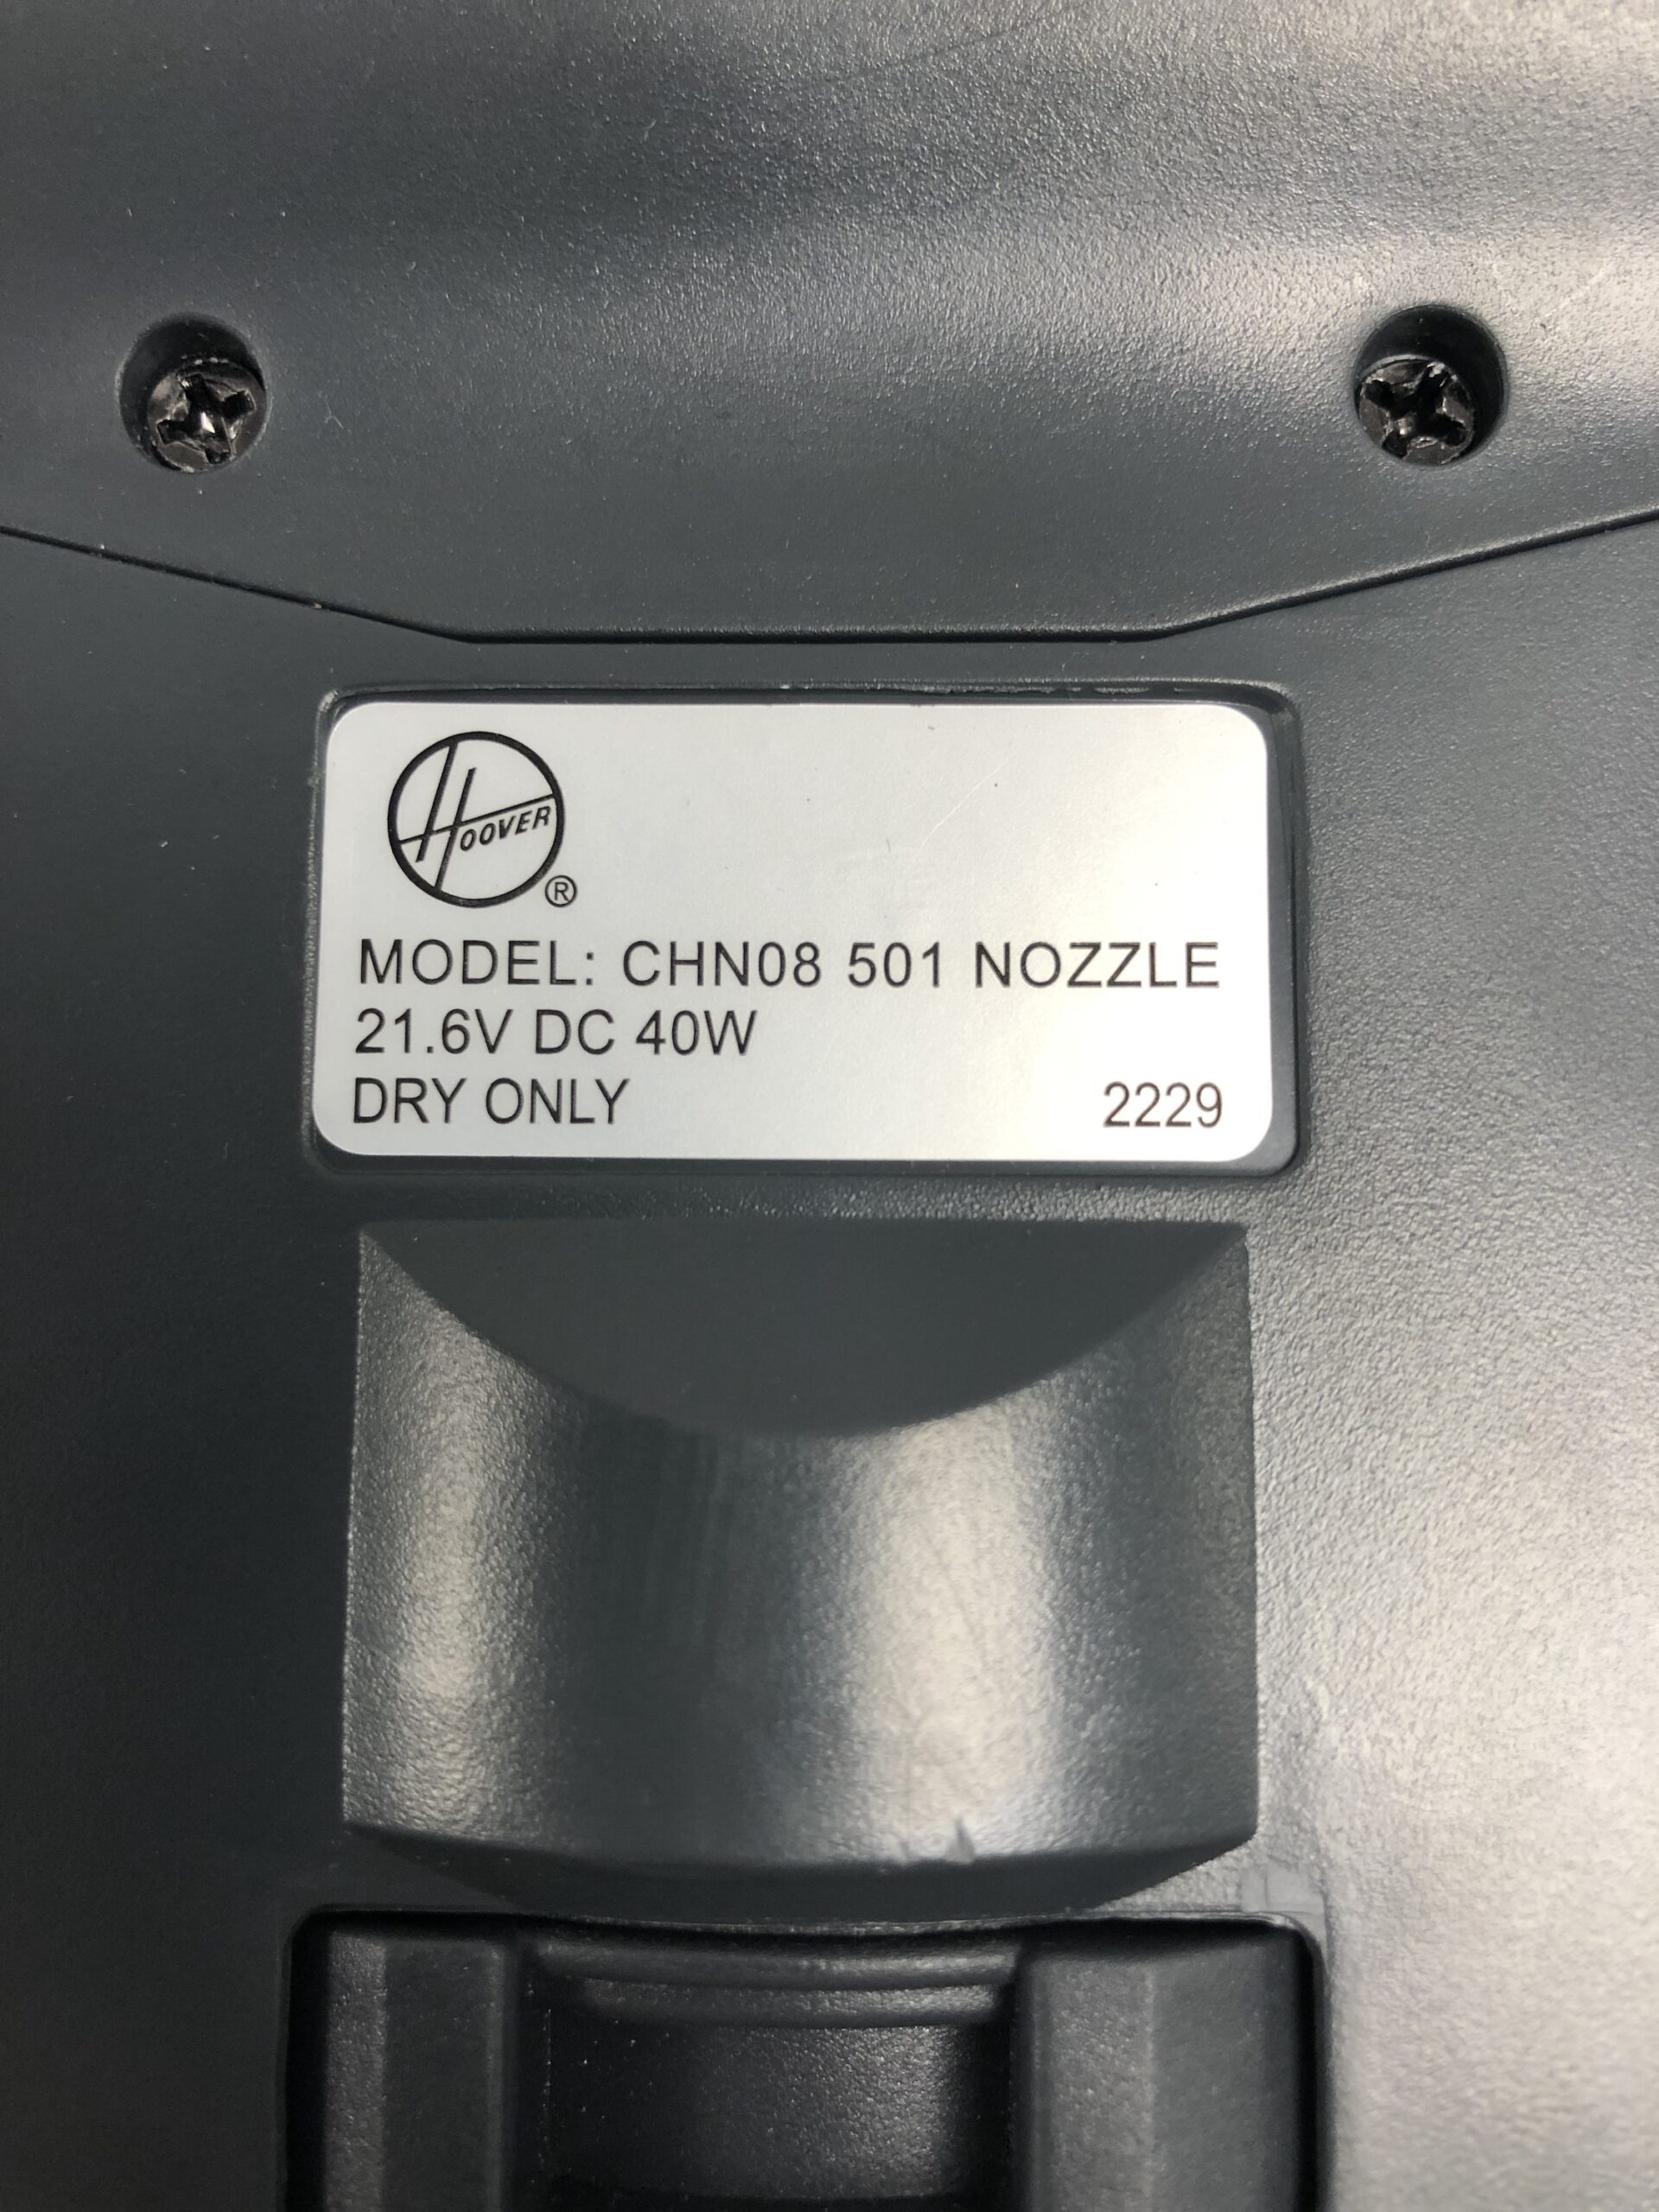 HOOVER
®
MODEL: CHN08 501 NOZZLE
21.6V DC 40W
DRY ONLY 2229